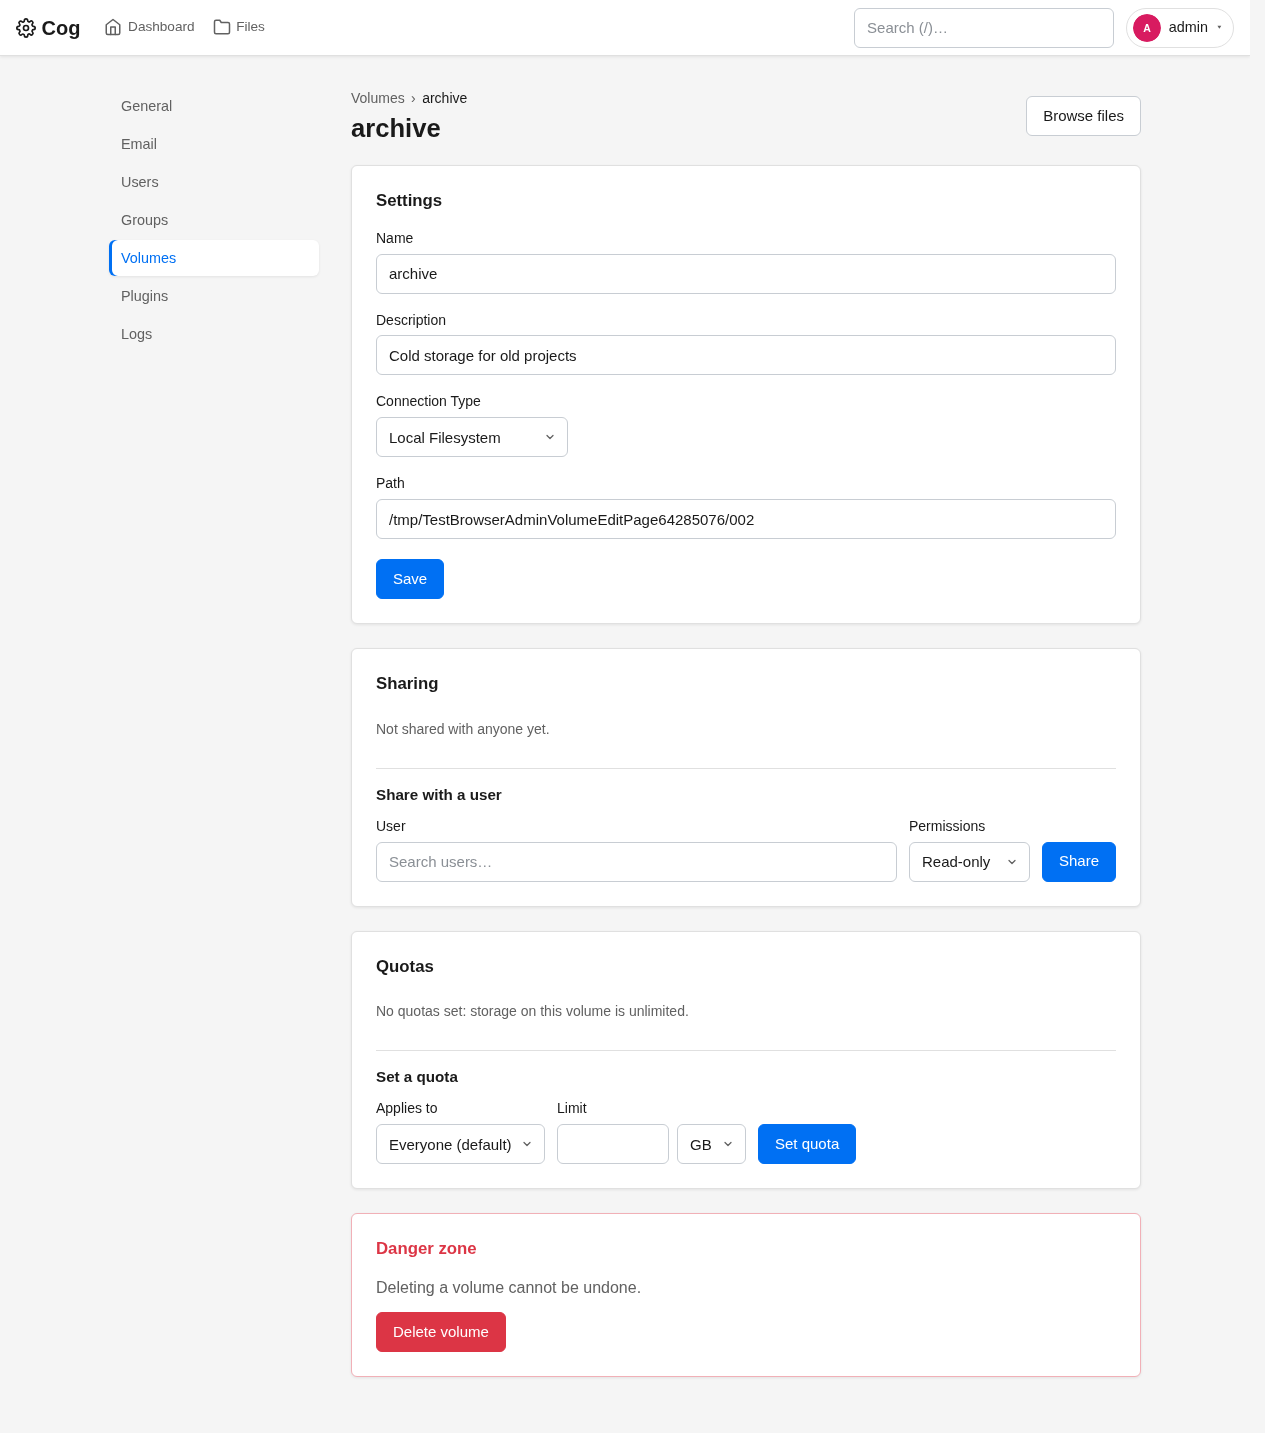 Cog Dashboard Files Search (/)… A admin
General
Email
Users
Groups
Volumes
Plugins
Logs
Volumes › archive
archive
Browse files
Settings
Name
archive
Description
Cold storage for old projects
Connection Type
Local Filesystem
Path
/tmp/TestBrowserAdminVolumeEditPage64285076/002
Save
Sharing
Not shared with anyone yet.
Share with a user
User Permissions
Search users… Read-only Share
Quotas
No quotas set: storage on this volume is unlimited.
Set a quota
Applies to Limit
Everyone (default) GB Set quota
Danger zone
Deleting a volume cannot be undone.
Delete volume